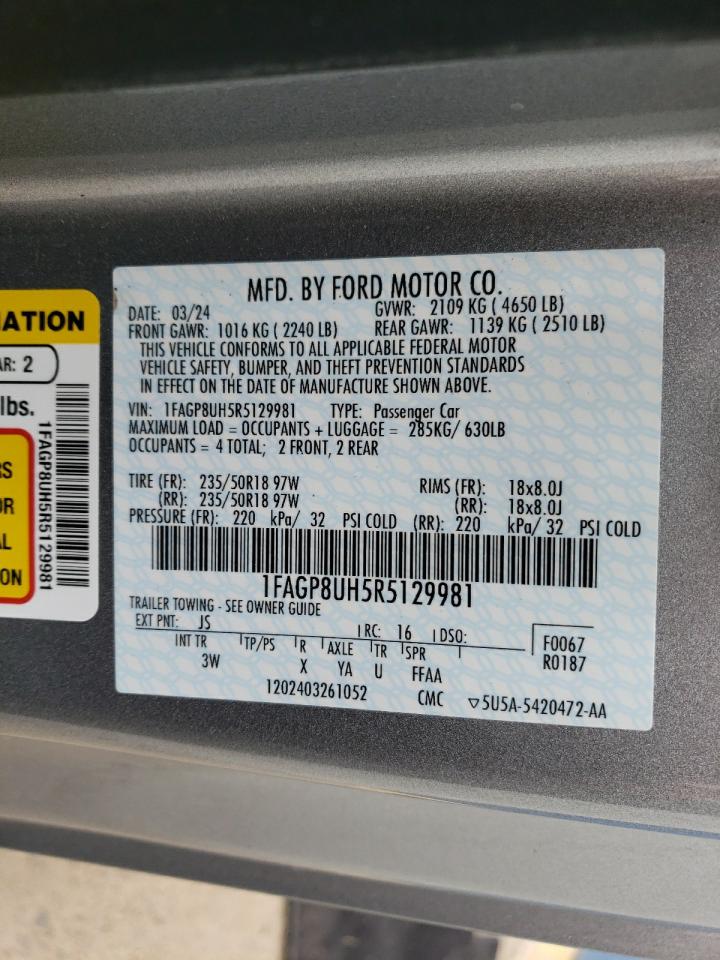 MATION
AR: 2
lbs.
RS
OR
AL
ON
1FAGP8UH5R5129981
MFD. BY FORD MOTOR CO.
DATE: 03/24 GVWR: 2109 KG ( 4650 LB)
FRONT GAWR: 1016 KG ( 2240 LB) REAR GAWR: 1139 KG ( 2510 LB)
THIS VEHICLE CONFORMS TO ALL APPLICABLE FEDERAL MOTOR
VEHICLE SAFETY, BUMPER, AND THEFT PREVENTION STANDARDS
IN EFFECT ON THE DATE OF MANUFACTURE SHOWN ABOVE.
VIN: 1FAGP8UH5R5129981 TYPE: Passenger Car
MAXIMUM LOAD = OCCUPANTS + LUGGAGE = 285KG/ 630LB
OCCUPANTS = 4 TOTAL; 2 FRONT, 2 REAR
TIRE (FR): 235/50R18 97W RIMS (FR): 18x8.0J
(RR): 235/50R18 97W (RR): 18x8.0J
PRESSURE (FR): 220 kPa/ 32 PSI COLD (RR): 220 kPa/ 32 PSI COLD
1FAGP8UH5R5129981
TRAILER TOWING - SEE OWNER GUIDE
EXT PNT: JS RC: 16 DSO: F0067
INT TR TP/PS R AXLE TR SPR R0187
3W X YA U FFAA
1202403261052 CMC ▽5U5A-5420472-AA